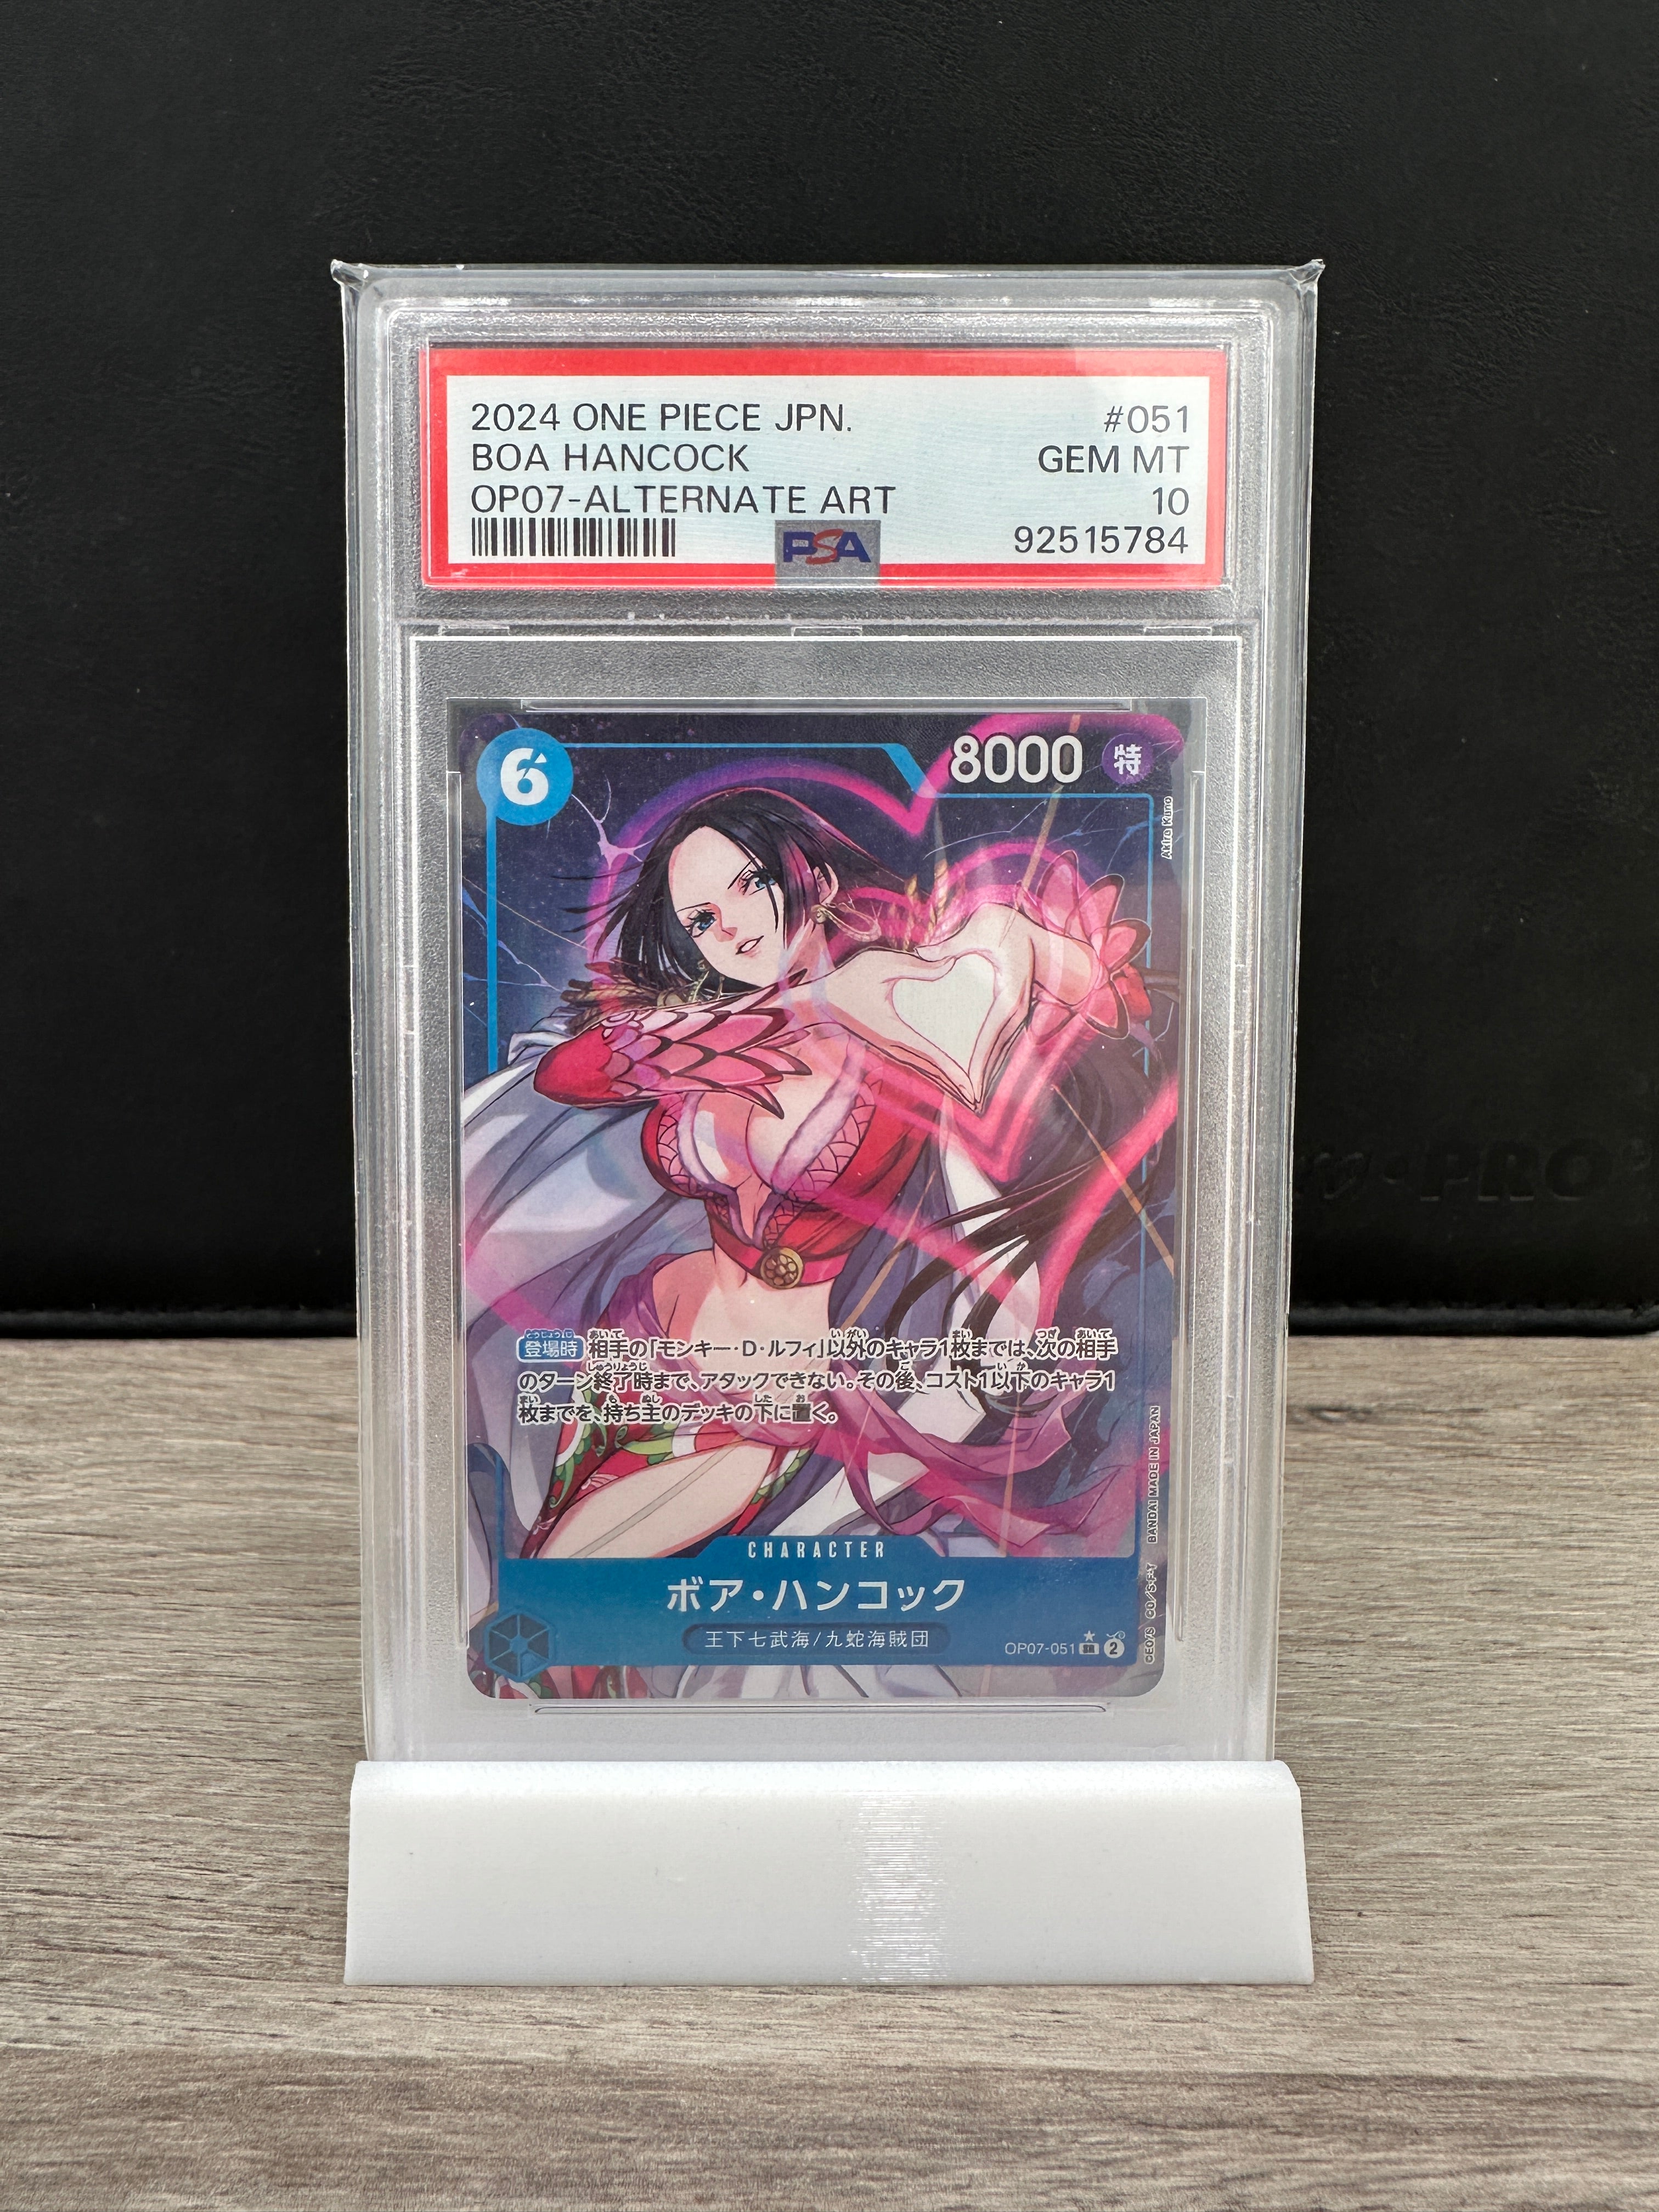 2024 ONE PIECE JPN. #051
BOA HANCOCK GEM MT
OP07-ALTERNATE ART 10
PSA 92515784
6 8000 特
Akira Kuno
登場時 相手の「モンキー・D・ルフィ」以外のキャラ1枚までは、次の相手
のターン終了時まで、アタックできない。その後、コスト1以下のキャラ1
枚までを、持ち主のデッキの下に置く。
CHARACTER
ボア・ハンコック
王下七武海/九蛇海賊団
OP07-051 SR 2
©EO/S ©D/S・F・T BANDAI MADE IN JAPAN
PRO